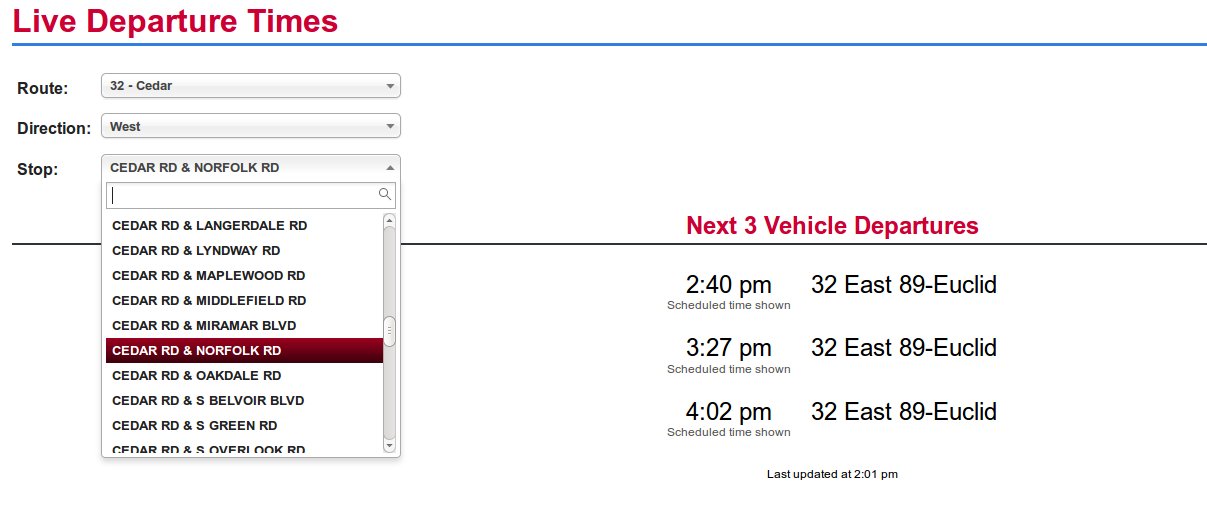 Live Departure Times
Route: 32 - Cedar
Direction: West
Stop: CEDAR RD & NORFOLK RD
CEDAR RD & LANGERDALE RD
CEDAR RD & LYNDWAY RD
CEDAR RD & MAPLEWOOD RD
CEDAR RD & MIDDLEFIELD RD
CEDAR RD & MIRAMAR BLVD
CEDAR RD & NORFOLK RD
CEDAR RD & OAKDALE RD
CEDAR RD & S BELVOIR BLVD
CEDAR RD & S GREEN RD
CEDAR RD & S OVERLOOK RD
Next 3 Vehicle Departures
2:40 pm 32 East 89-Euclid
Scheduled time shown
3:27 pm 32 East 89-Euclid
Scheduled time shown
4:02 pm 32 East 89-Euclid
Scheduled time shown
Last updated at 2:01 pm